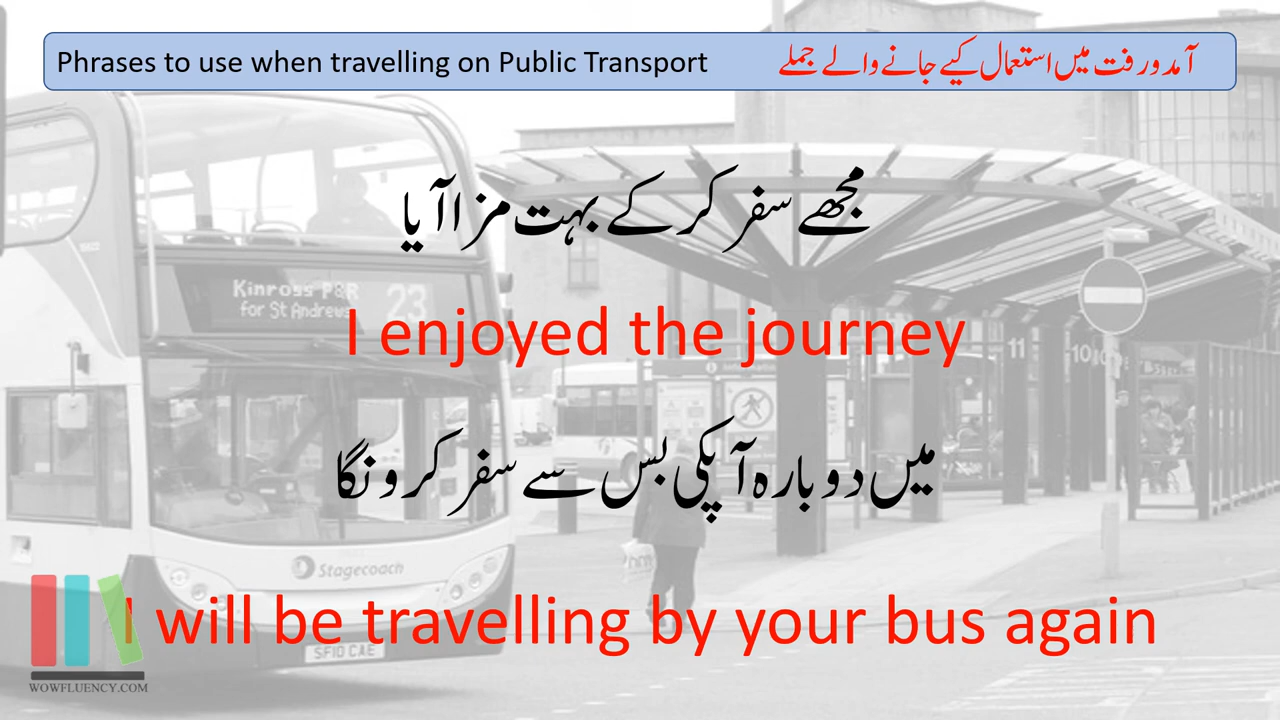 Phrases to use when travelling on Public Transport آمدورفت میں استعمال کیے جانے والے جملے
مجھے سفر کرکے بہت مزا آیا
Kinross P&R
for St Andrews
23
I enjoyed the journey
11
10
میں دوبارہ آپکی بس سے سفر کرونگا
Stagecoach
I will be travelling by your bus again
SF10 CAE
WOWFLUENCY.COM